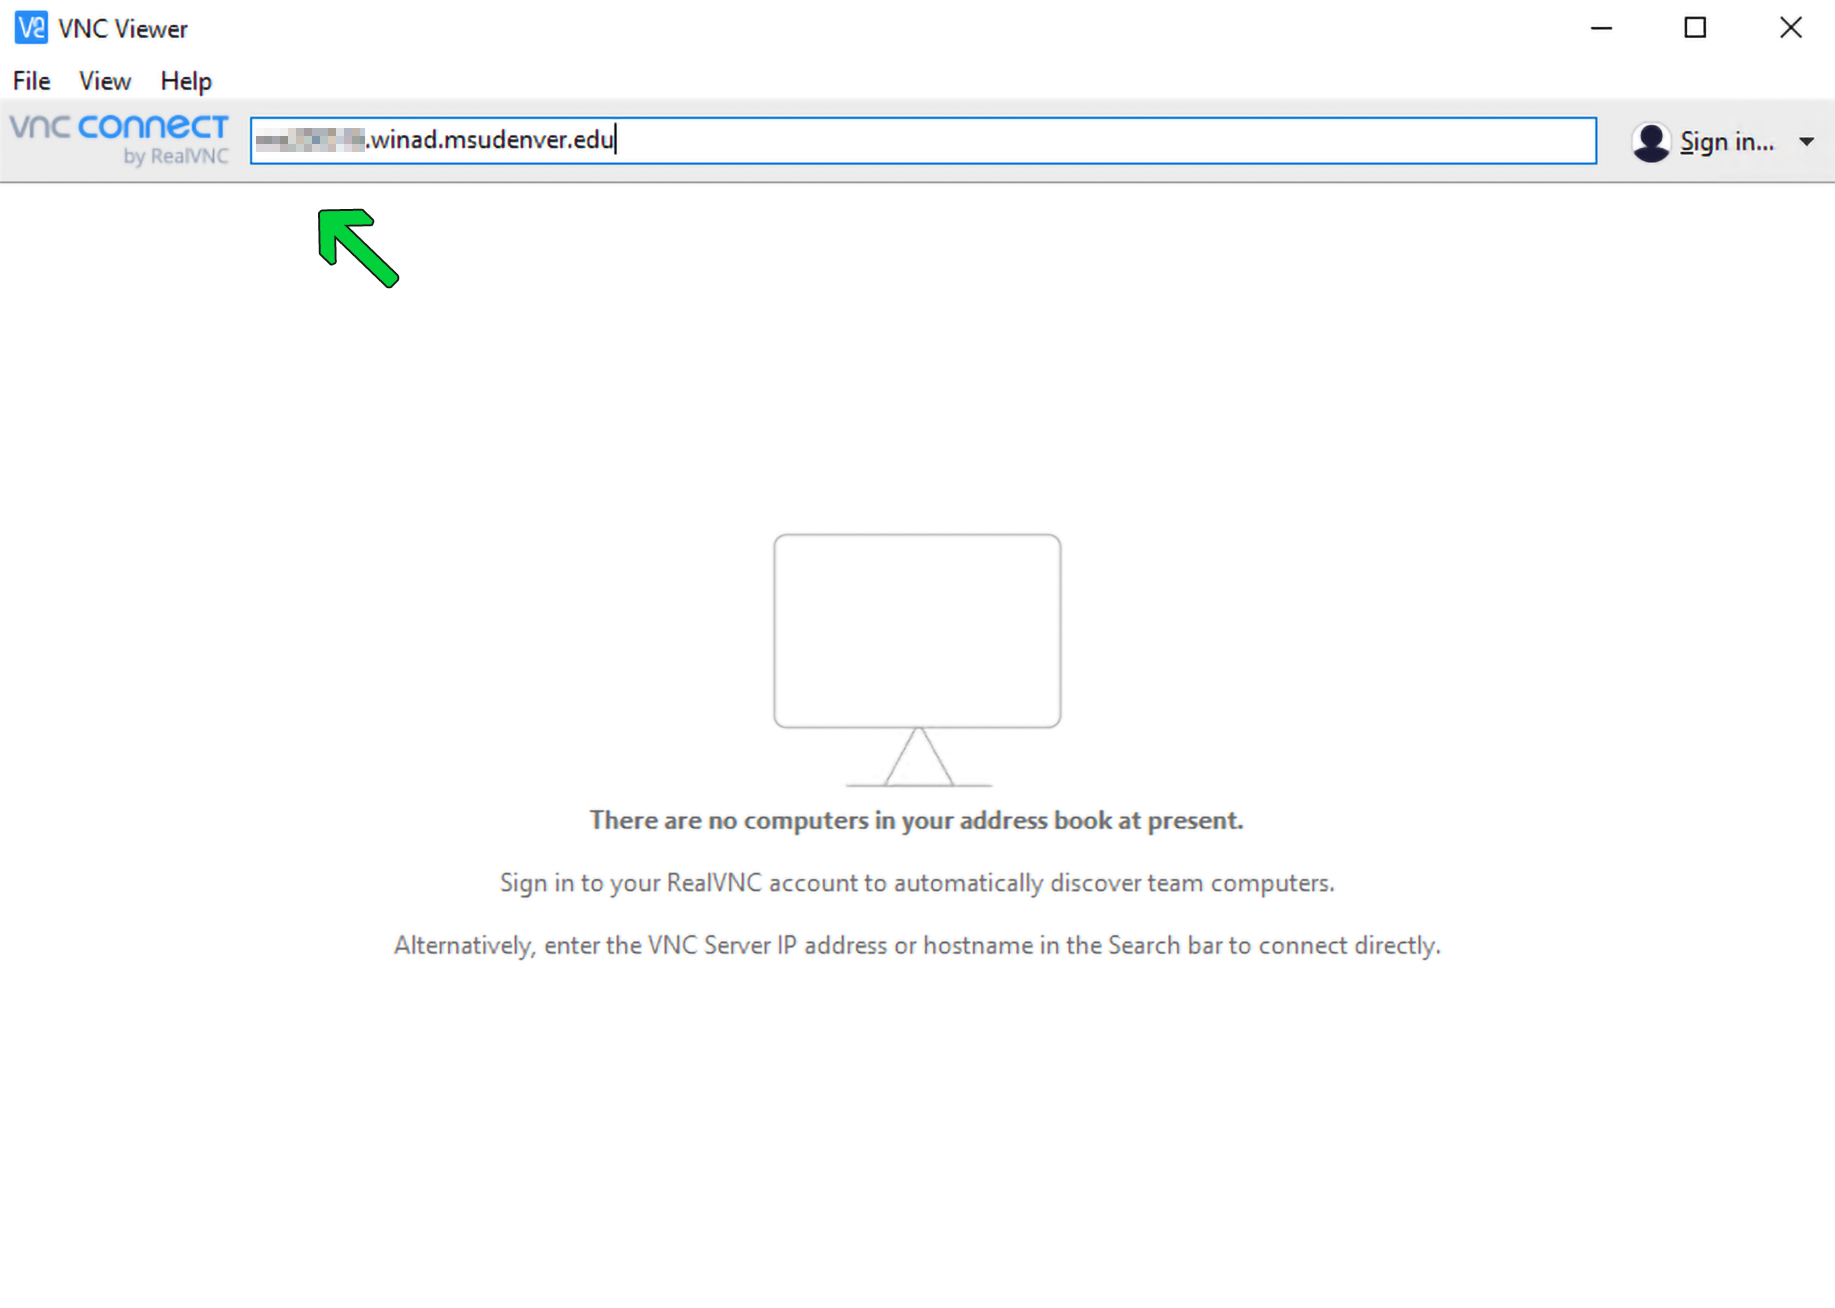 VNC Viewer
File View Help
vnc connect
by RealVNC
.winad.msudenver.edu
Sign in...
There are no computers in your address book at present.
Sign in to your RealVNC account to automatically discover team computers.
Alternatively, enter the VNC Server IP address or hostname in the Search bar to connect directly.